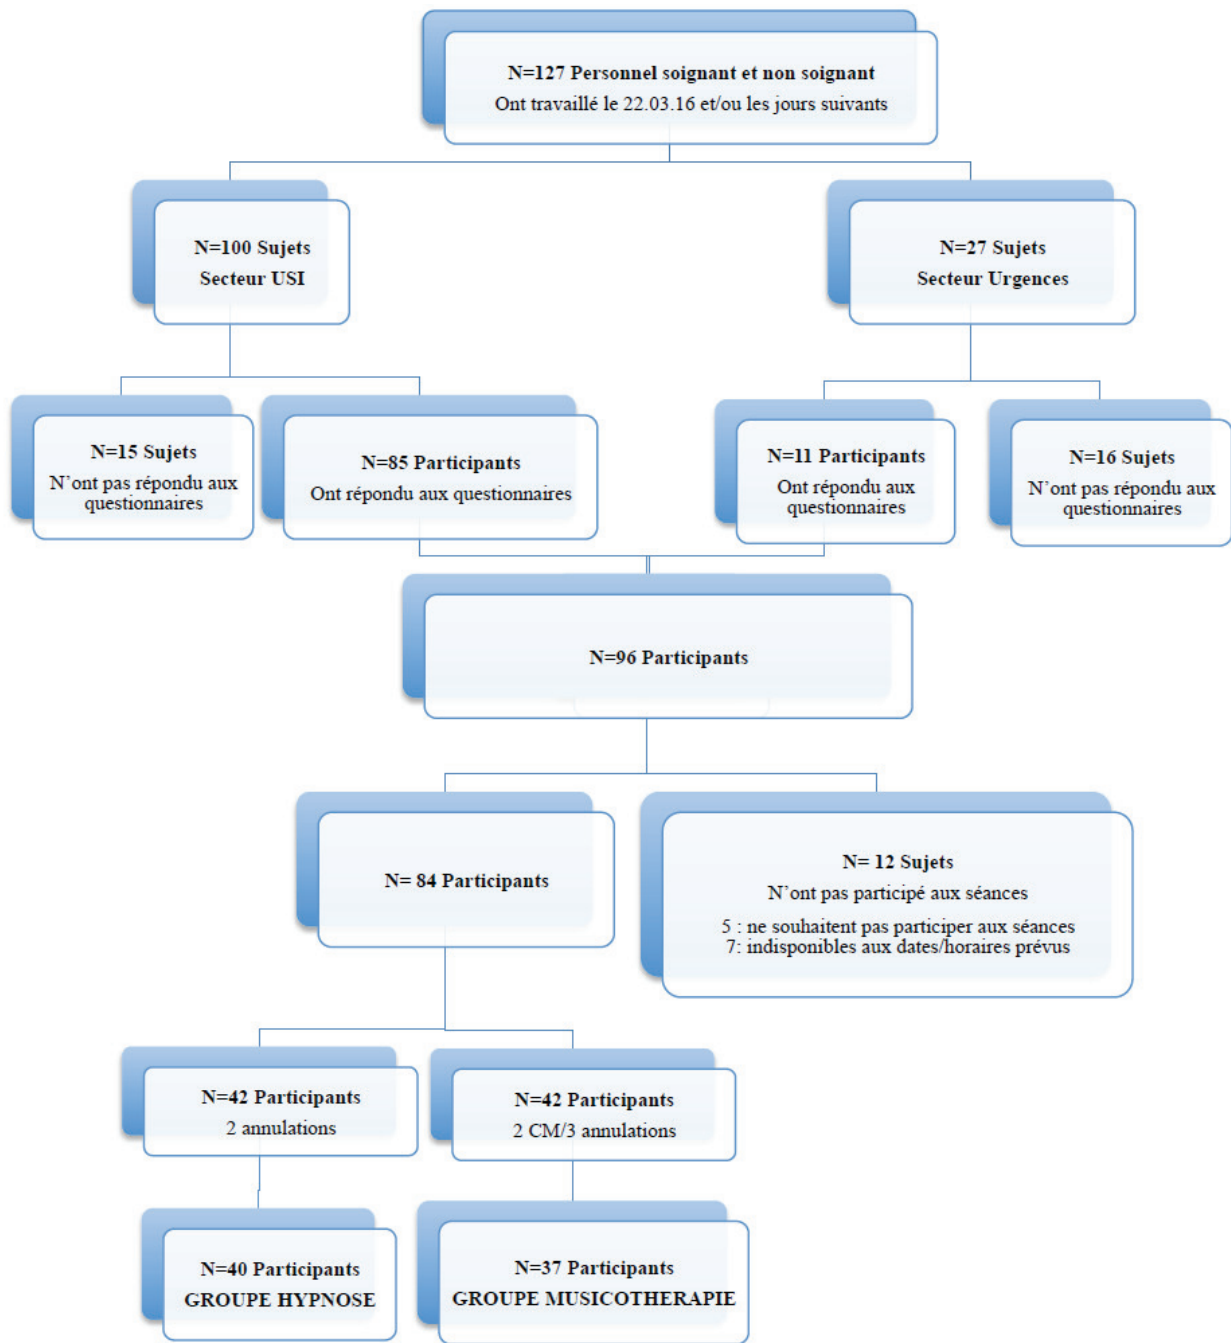 N=127 Personnel soignant et non soignant
Ont travaillé le 22.03.16 et/ou les jours suivants
N=100 Sujets
Secteur USI
N=27 Sujets
Secteur Urgences
N=15 Sujets
N'ont pas répondu aux
questionnaires
N=85 Participants
Ont répondu aux questionnaires
N=11 Participants
Ont répondu aux
questionnaires
N=16 Sujets
N'ont pas répondu aux
questionnaires
N=96 Participants
N= 84 Participants
N= 12 Sujets
N'ont pas participé aux séances
5 : ne souhaitent pas participer aux séances
7: indisponibles aux dates/horaires prévus
N=42 Participants
2 annulations
N=42 Participants
2 CM/3 annulations
N=40 Participants
GROUPE HYPNOSE
N=37 Participants
GROUPE MUSICOTHERAPIE